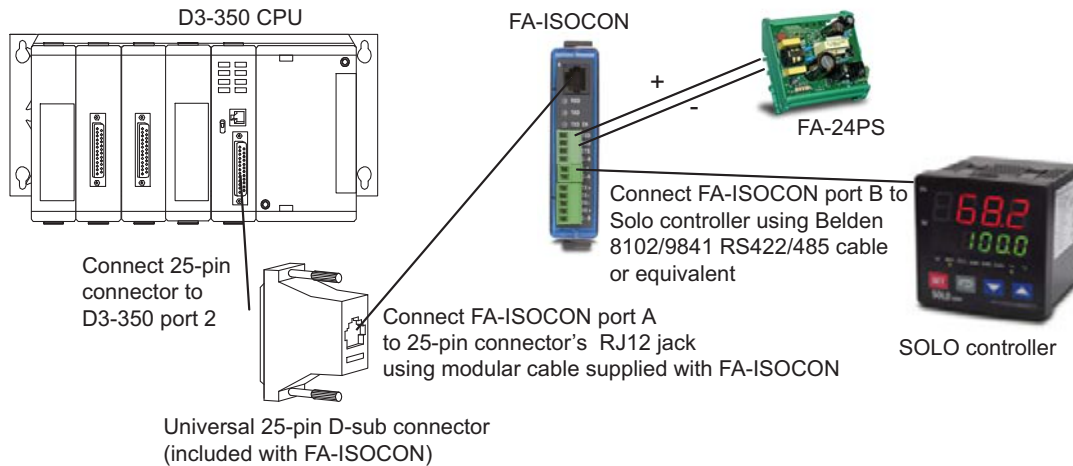 D3-350 CPU
FA-ISOCON
+
-
FA-24PS
Connect FA-ISOCON port B to
Solo controller using Belden
8102/9841 RS422/485 cable
or equivalent
68.2
100.0
SET
SOLO
SOLO controller
Connect 25-pin
connector to
D3-350 port 2
Connect FA-ISOCON port A
to 25-pin connector's RJ12 jack
using modular cable supplied with FA-ISOCON
Universal 25-pin D-sub connector
(included with FA-ISOCON)